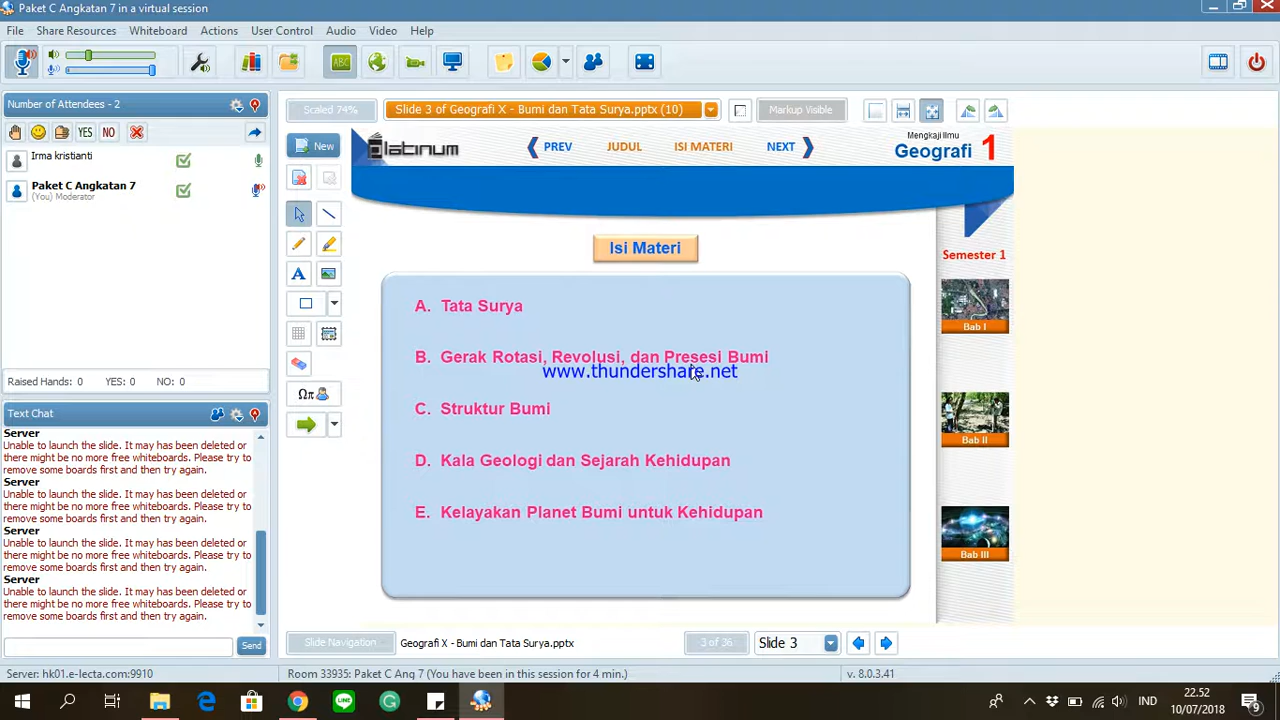 Paket C Angkatan 7 in a virtual session
File Share Resources Whiteboard Actions User Control Audio Video Help
ABC
Number of Attendees - 2
YES NO
Irma kristianti
Paket C Angkatan 7
(You) Moderator
Raised Hands: 0 YES: 0 NO: 0
Text Chat
Server
Unable to launch the slide. It may has been deleted or
there might be no more free whiteboards. Please try to
remove some boards first and then try again.
Server
Unable to launch the slide. It may has been deleted or
there might be no more free whiteboards. Please try to
remove some boards first and then try again.
Server
Unable to launch the slide. It may has been deleted or
there might be no more free whiteboards. Please try to
remove some boards first and then try again.
Server
Unable to launch the slide. It may has been deleted or
there might be no more free whiteboards. Please try to
remove some boards first and then try again.
Send
Scaled 74%
Slide 3 of Geografi X - Bumi dan Tata Surya.pptx (10)
Markup Visible
New
A
Ωπ
platinum
PREV JUDUL ISI MATERI NEXT
Mengkaji Ilmu
Geografi 1
Isi Materi
A. Tata Surya
B. Gerak Rotasi, Revolusi, dan Presesi Bumi
www.thundershare.net
C. Struktur Bumi
D. Kala Geologi dan Sejarah Kehidupan
E. Kelayakan Planet Bumi untuk Kehidupan
Semester 1
Bab I
Bab II
Bab III
Slide Navigation
Geografi X - Bumi dan Tata Surya.pptx
3 of 36
Slide 3
Server: hk01.e-lecta.com:9910
Room 33935: Paket C Ang 7 (You have been in this session for 4 min.)
v. 8.0.3.41
IND
22.52
10/07/2018
9